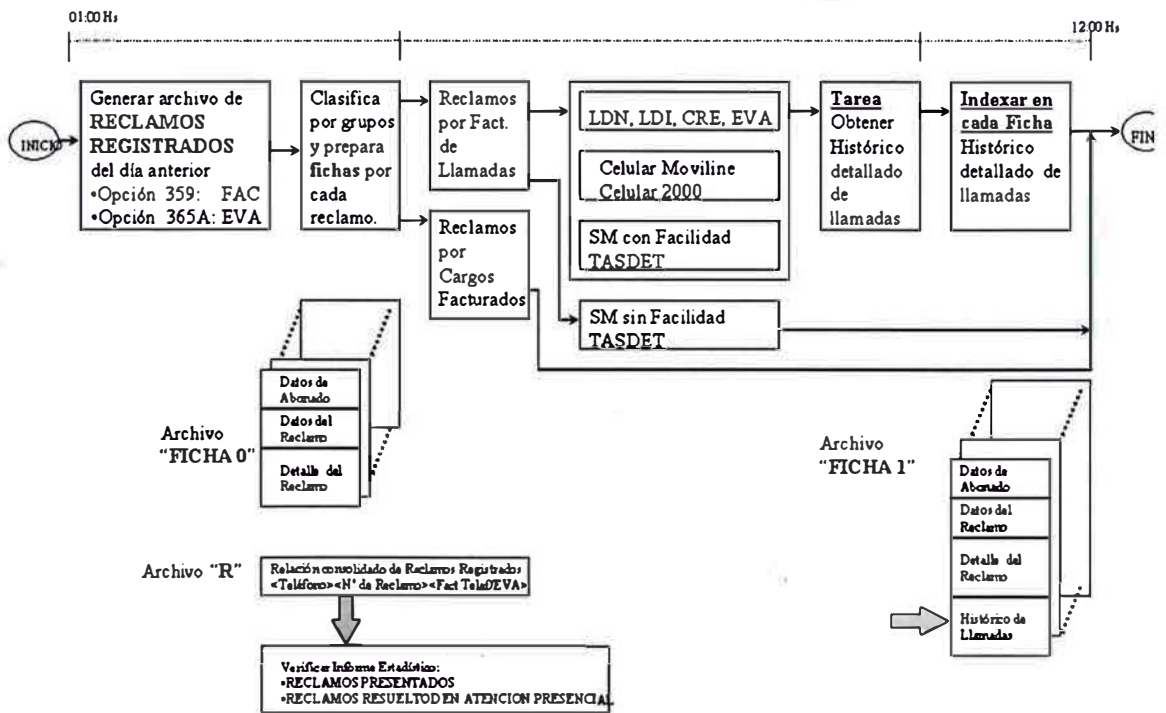 01:00 Hs
12:00 Hs
INICIO
Generar archivo de
RECLAMOS
REGISTRADOS
del día anterior
•Opción 359: FAC
•Opción 365A: EVA
Clasifica
por grupos
y prepara
fichas por
cada
reclamo.
Reclamos
por Fact.
de
Llamadas
Reclamos
por
Cargos
Facturados
LDN, LDI, CRE, EVA
Celular Moviline
Celular 2000
SM con Facilidad
TASDET
SM sin Facilidad
TASDET
Tarea
Obtener
Histórico
detallado
de
llamadas
Indexar en
cada Ficha
Histórico
detallado de
llamadas
FIN
Archivo
“FICHA 0”
Datos de
Abonado
Datos del
Reclamo
Detalle del
Reclamo
Archivo
“FICHA 1”
Datos de
Abonado
Datos del
Reclamo
Detalle del
Reclamo
Histórico de
Llamadas
Archivo “R”
Relación consolidado de Reclamos Registrados
<Teléfono><N° de Reclamo><Fact Tele/EVA>
Verificar Informe Estadístico:
•RECLAMOS PRESENTADOS
•RECLAMOS RESUELTOD EN ATENCION PRESENCIAL